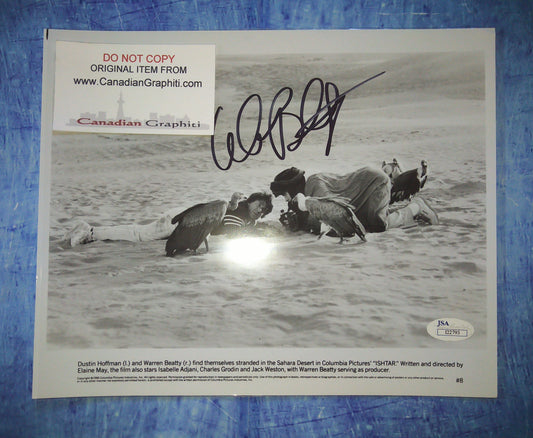 DO NOT COPY
ORIGINAL ITEM FROM
www.CanadianGraphiti.com
Canadian Graphiti
JSA
Dustin Hoffman (l.) and Warren Beatty (r.) find themselves stranded in the Sahara Desert in Columbia Pictures' "ISHTAR." Written and directed by
Elaine May, the film also stars Isabelle Adjani, Charles Grodin and Jack Weston, with Warren Beatty serving as producer.
#8